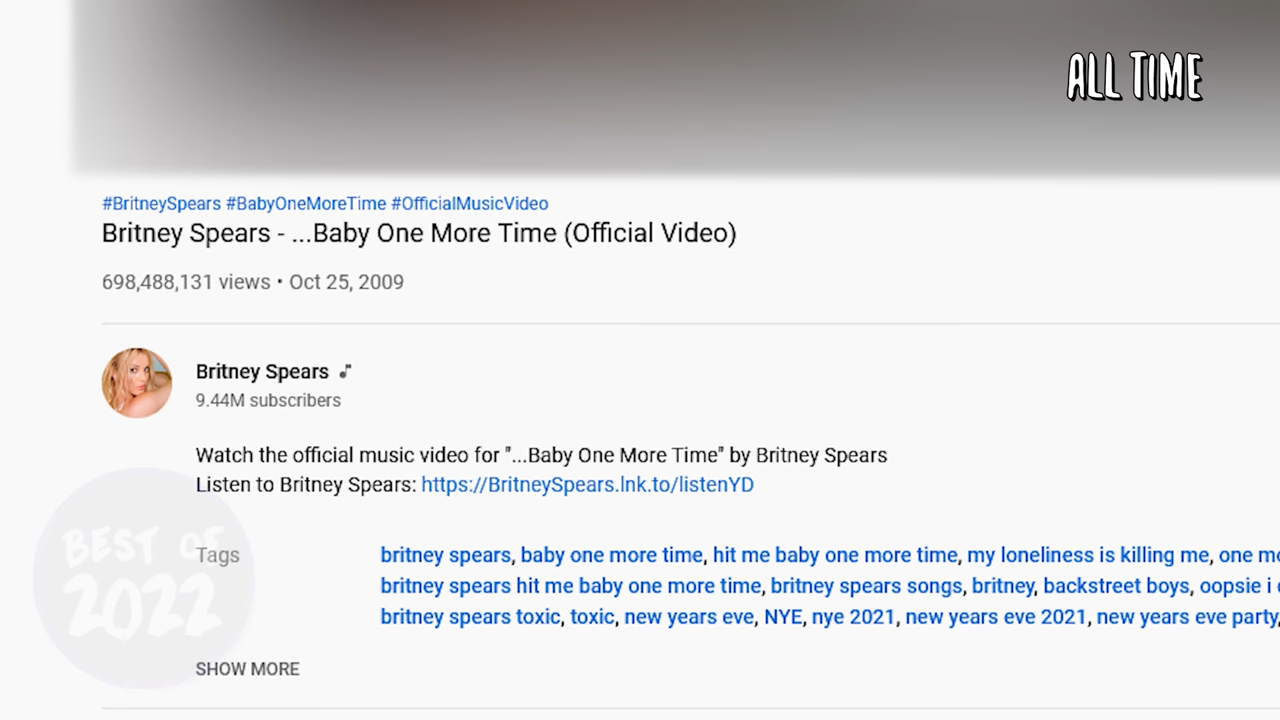 ALL TIME
#BritneySpears #BabyOneMoreTime #OfficialMusicVideo
Britney Spears - ...Baby One More Time (Official Video)
698,488,131 views • Oct 25, 2009
Britney Spears
9.44M subscribers
Watch the official music video for "...Baby One More Time" by Britney Spears
Listen to Britney Spears: https://BritneySpears.lnk.to/listenYD
BEST OF
2022
Tags
britney spears, baby one more time, hit me baby one more time, my loneliness is killing me, one
britney spears hit me baby one more time, britney spears songs, britney, backstreet boys, oopsie i
britney spears toxic, toxic, new years eve, NYE, nye 2021, new years eve 2021, new years eve party,
SHOW MORE